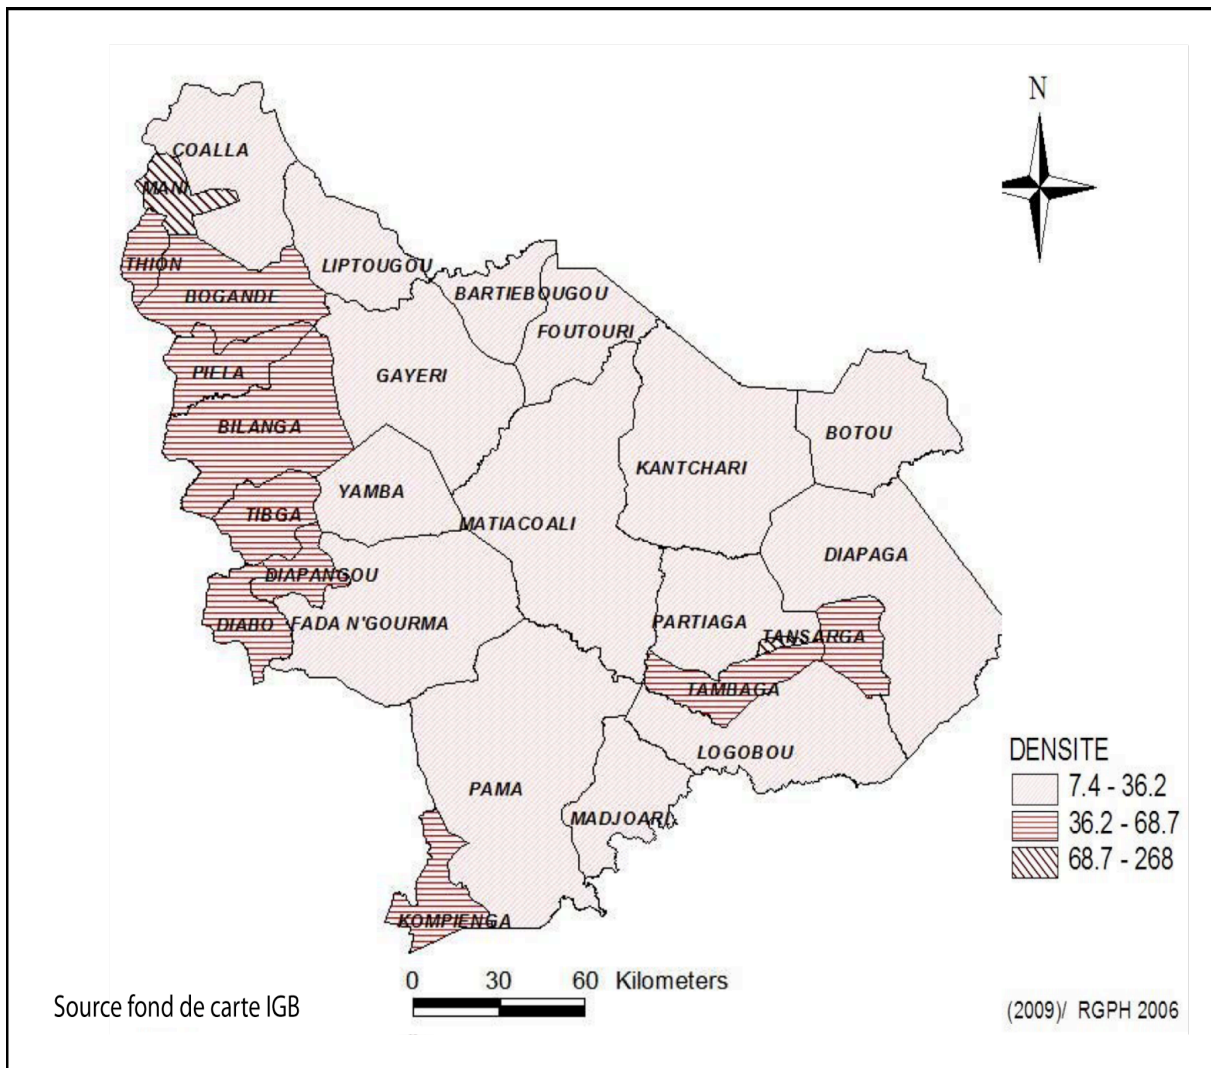 N
COALLA
MANI
THION
LIPTOUGOU
BOGANDE
BARTIEBOUGOU
FOUTOURI
PIELA
GAYERI
BILANGA
BOTOU
KANTCHARI
YAMBA
TIBGA
MATIACOALI
DIAPAGA
DIAPANGOU
DIABO
FADA N'GOURMA
PARTIAGA
TANSARGA
TAMBAGA
LOGOBOU
PAMA
MADJOARI
KOMPIENGA
DENSITE
7.4 - 36.2
36.2 - 68.7
68.7 - 268
0 30 60 Kilometers
Source fond de carte IGB
(2009)/ RGPH 2006